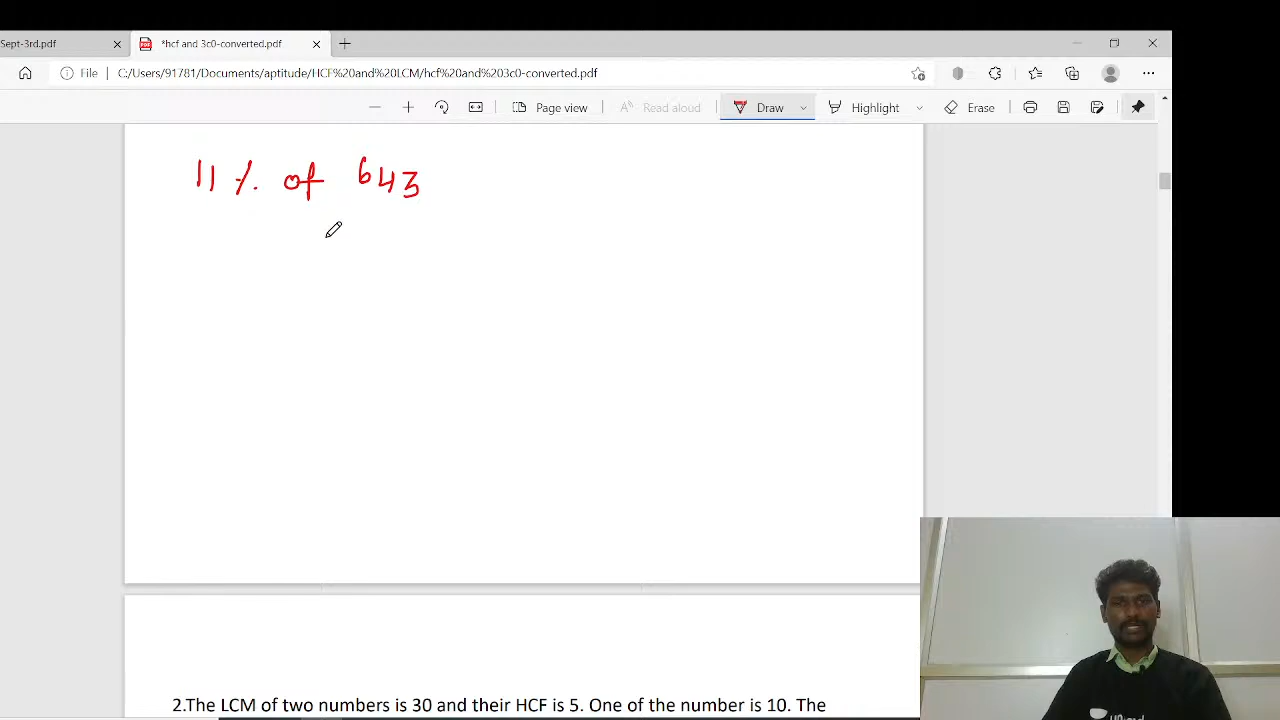 Sept-3rd.pdf
*hcf and 3c0-converted.pdf
File C:/Users/91781/Documents/aptitude/HCF%20and%20LCM/hcf%20and%203c0-converted.pdf
Page view Read aloud Draw Highlight Erase
11 % of 643
2.The LCM of two numbers is 30 and their HCF is 5. One of the number is 10. The